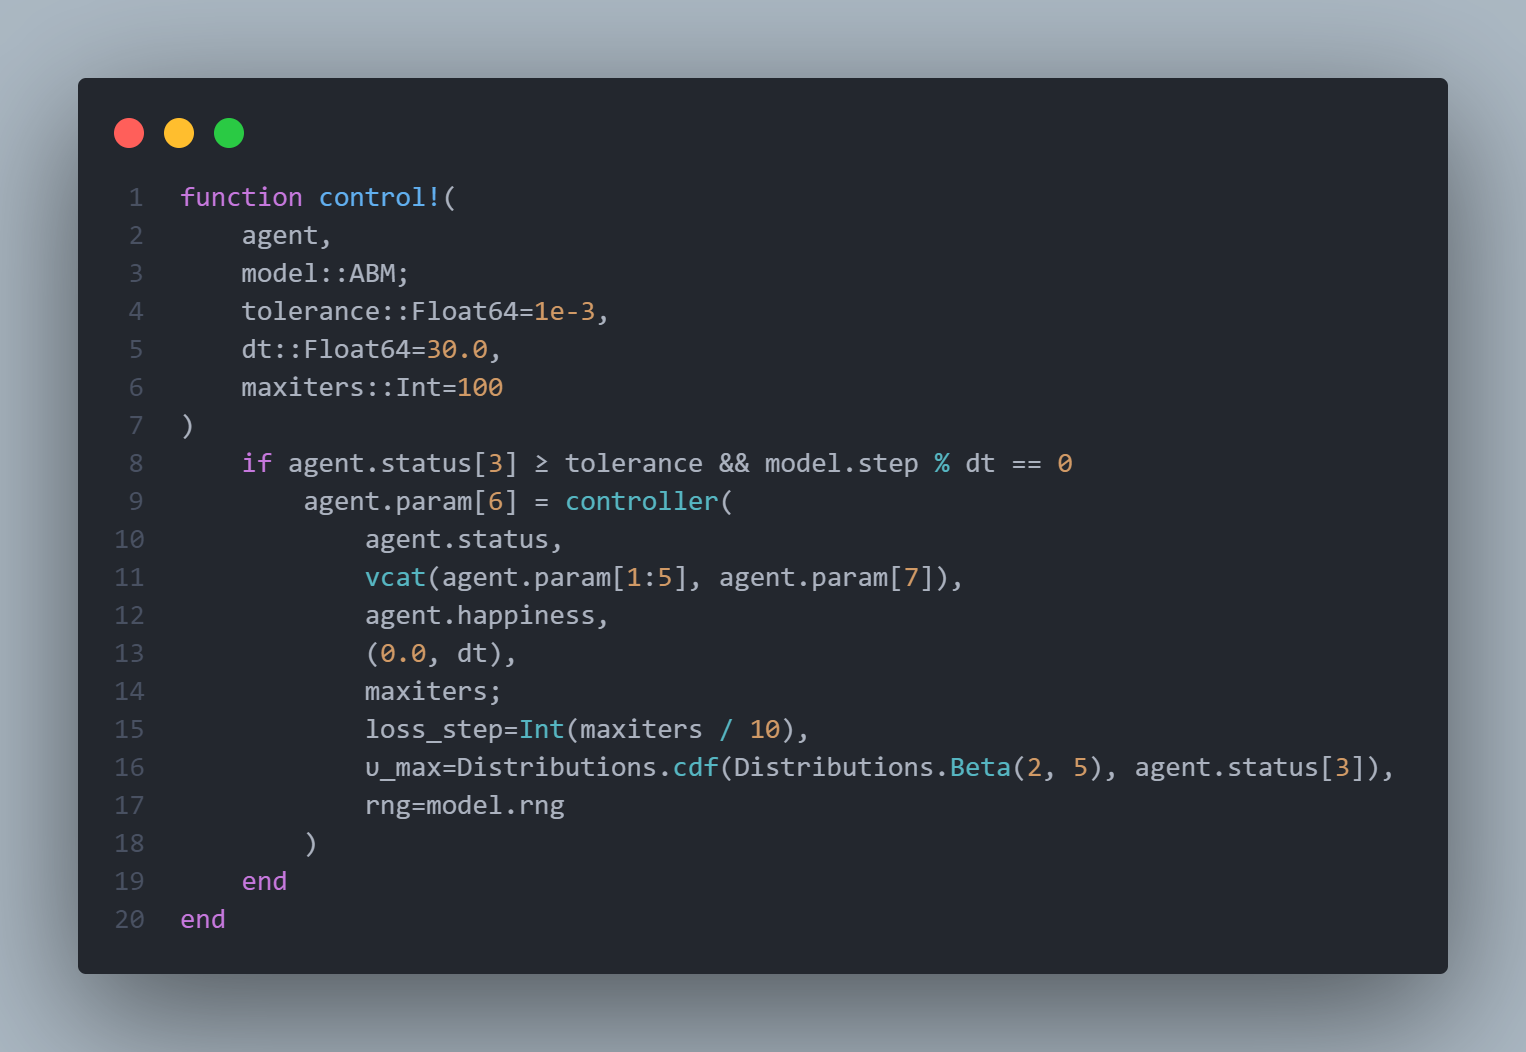 1 function control!(
2     agent,
3     model::ABM;
4     tolerance::Float64=1e-3,
5     dt::Float64=30.0,
6     maxiters::Int=100
7 )
8     if agent.status[3] ≥ tolerance && model.step % dt == 0
9         agent.param[6] = controller(
10             agent.status,
11             vcat(agent.param[1:5], agent.param[7]),
12             agent.happiness,
13             (0.0, dt),
14             maxiters;
15             loss_step=Int(maxiters / 10),
16             υ_max=Distributions.cdf(Distributions.Beta(2, 5), agent.status[3]),
17             rng=model.rng
18         )
19     end
20 end